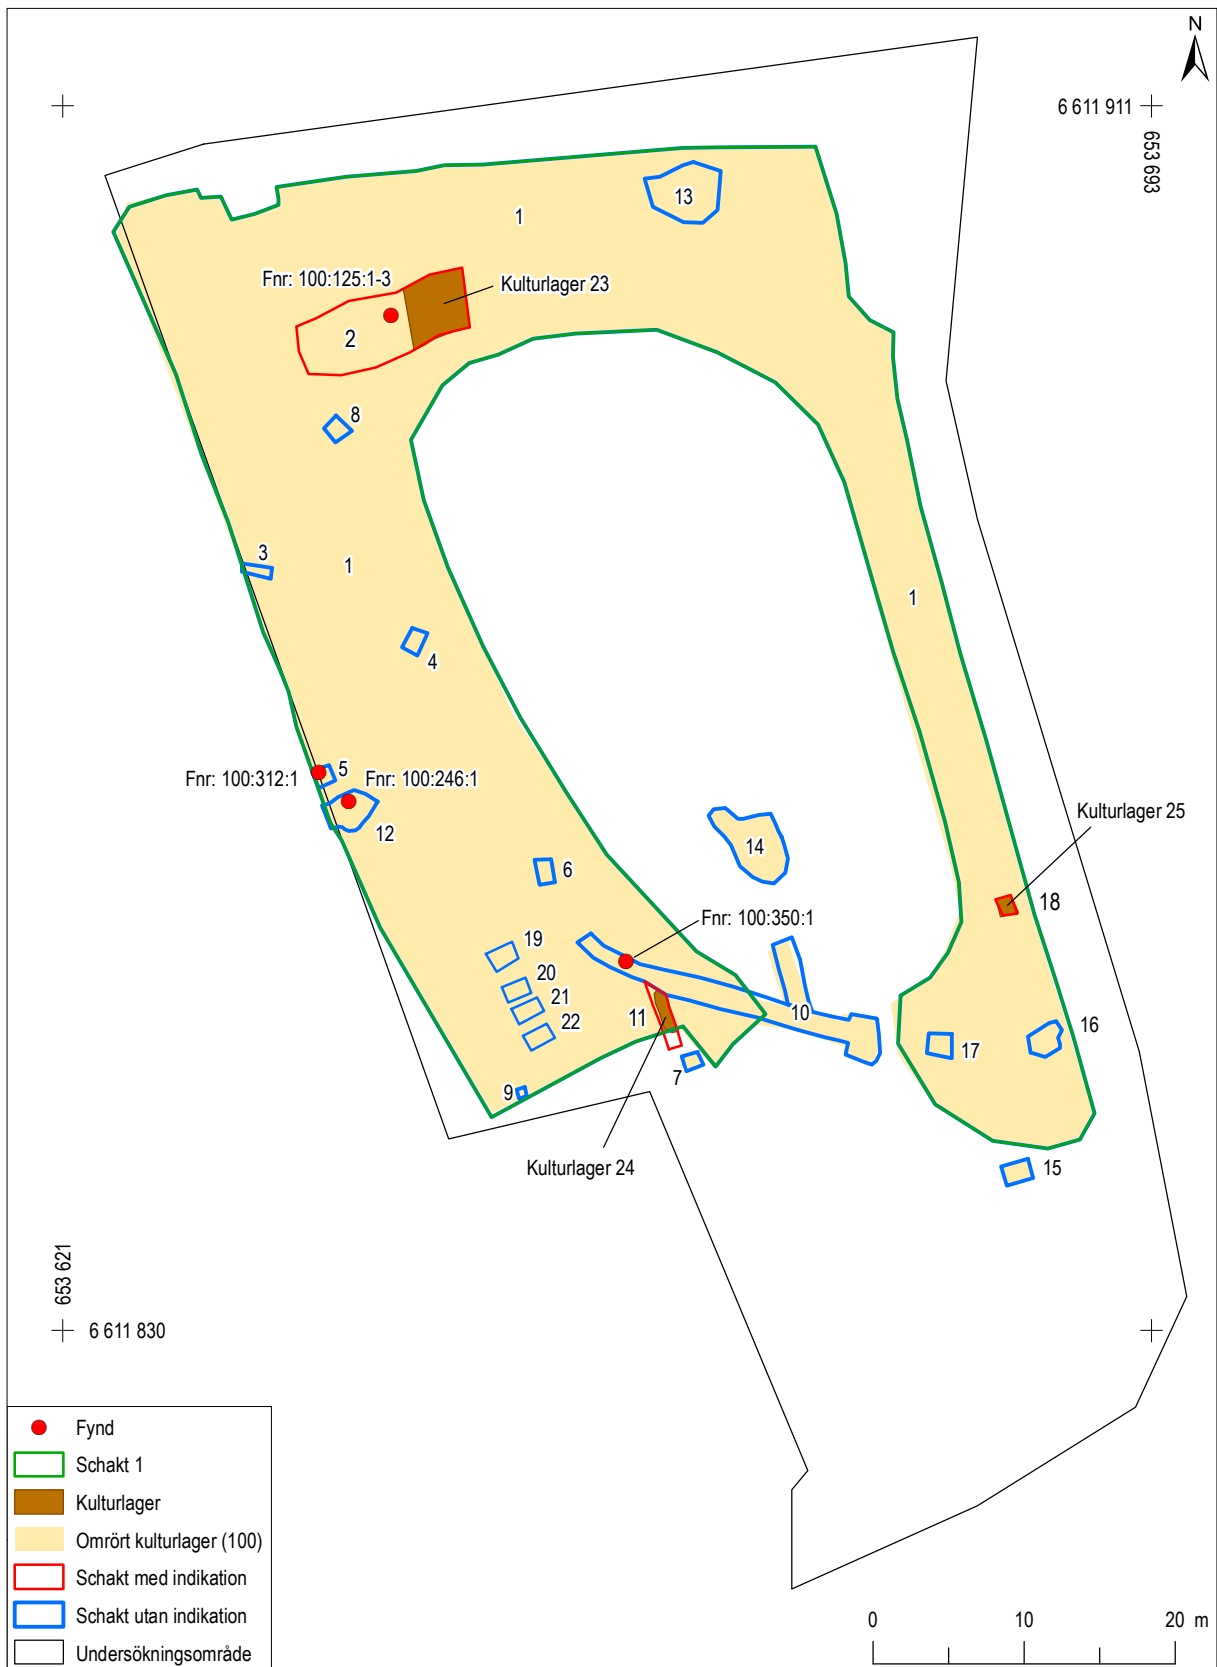 N
6 611 911
653 693
13
1
Fnr: 100:125:1-3
Kulturlager 23
2
8
3
1
1
4
5
Fnr: 100:312:1
Fnr: 100:246:1
12
Kulturlager 25
14
6
18
Fnr: 100:350:1
19
20
21
22
11
10
16
17
7
9
Kulturlager 24
15
653 621
6 611 830
Fynd
Schakt 1
Kulturlager
Omrört kulturlager (100)
Schakt med indikation
Schakt utan indikation
Undersökningsområde
0 10 20 m